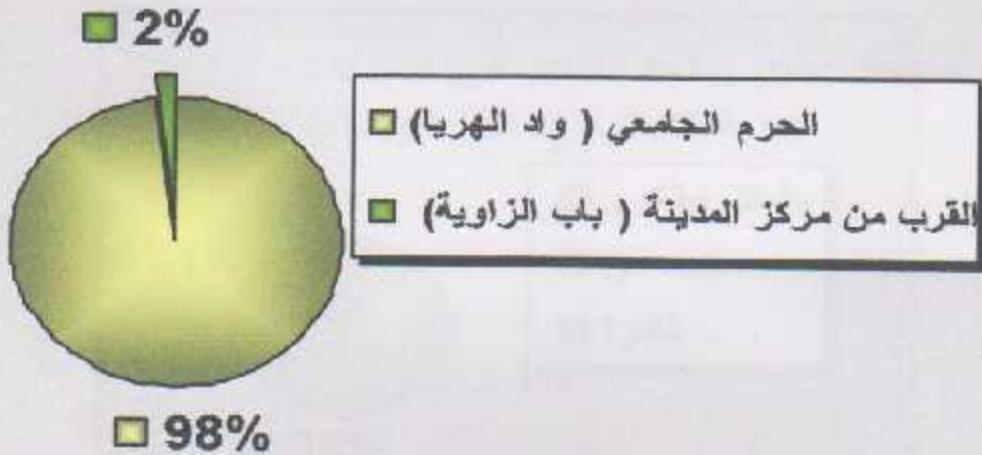 2%
الحرم الجامعي ( واد الهريا)
القرب من مركز المدينة ( باب الزاوية)
98%